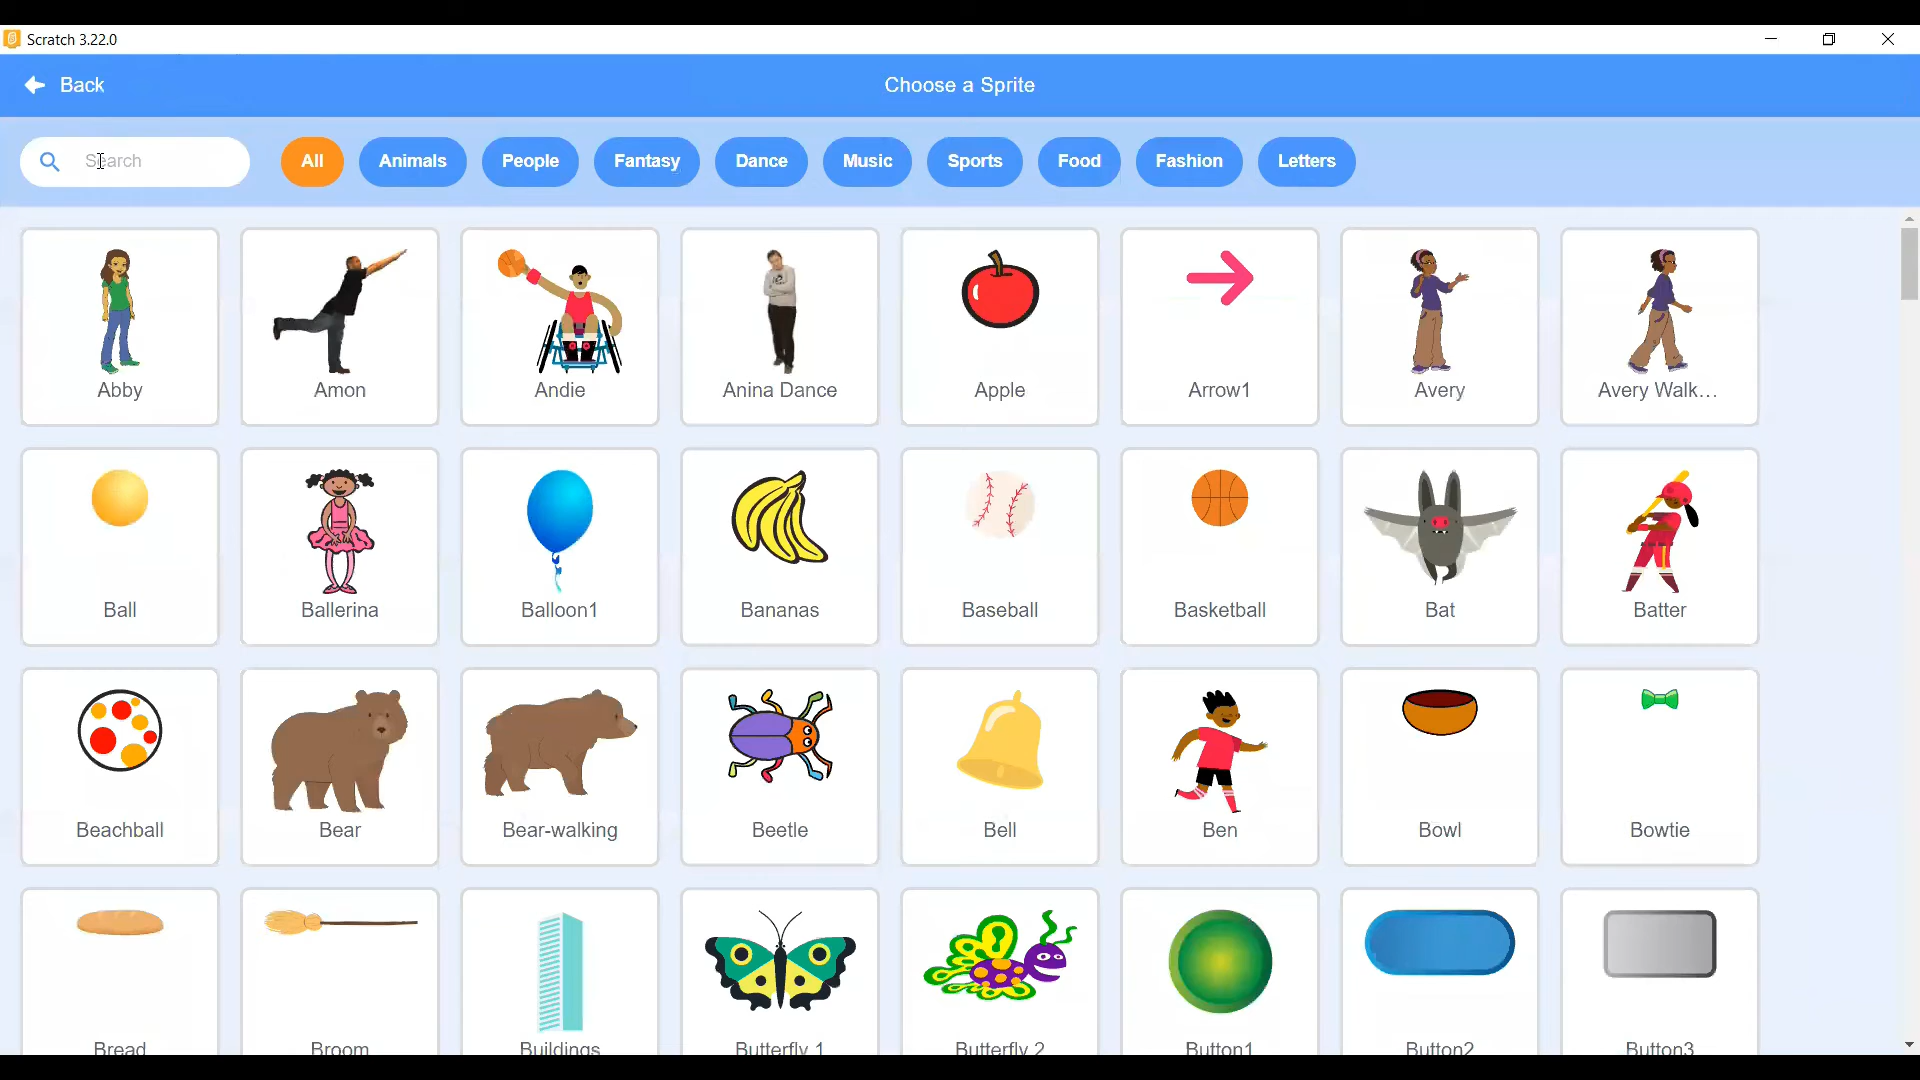 Scratch 3.22.0
Back
Choose a Sprite
Search
All Animals People Fantasy Dance Music Sports Food Fashion Letters
Abby Amon Andie Anina Dance Apple Arrow1 Avery Avery Walk...
Ball Ballerina Balloon1 Bananas Baseball Basketball Bat Batter
Beachball Bear Bear-walking Beetle Bell Ben Bowl Bowtie
Bread Broom Buildings Butterfly 1 Butterfly 2 Button1 Button2 Button3